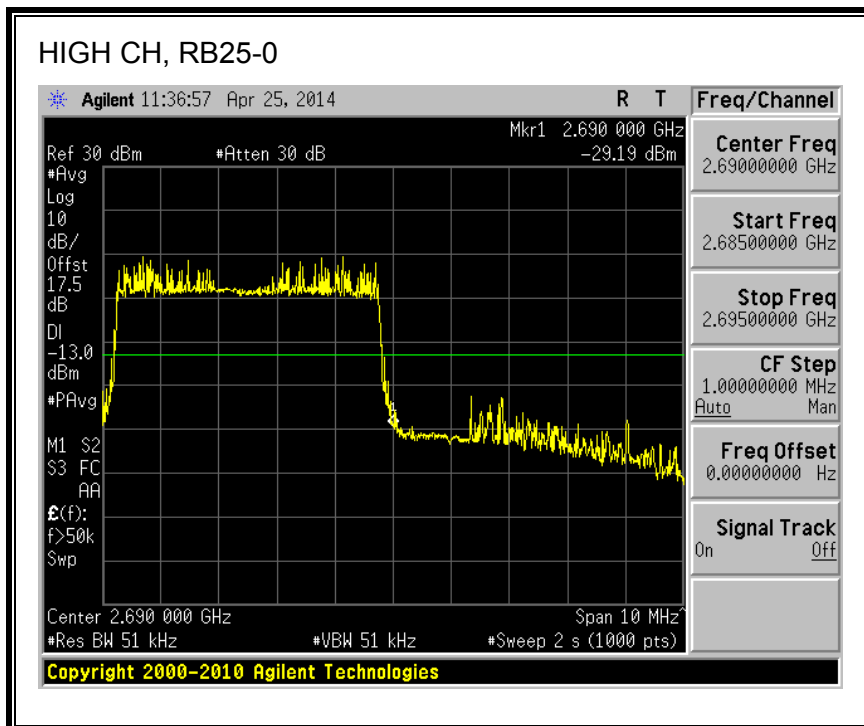 HIGH CH, RB25-0
Agilent 11:36:57 Apr 25, 2014 R T
Freq/Channel
Mkr1 2.690 000 GHz
Ref 30 dBm #Atten 30 dB -29.19 dBm
#Avg
Log
10
dB/
Offst
17.5
dB
DI
-13.0
dBm
#PAvg
M1 S2
S3 FC
AA
£(f):
f>50k
Swp
1
Center 2.690 000 GHz Span 10 MHz^
#Res BW 51 kHz #VBW 51 kHz #Sweep 2 s (1000 pts)
Center Freq
2.69000000 GHz
Start Freq
2.68500000 GHz
Stop Freq
2.69500000 GHz
CF Step
1.00000000 MHz
Auto Man
Freq Offset
0.00000000 Hz
Signal Track
On Off
Copyright 2000-2010 Agilent Technologies